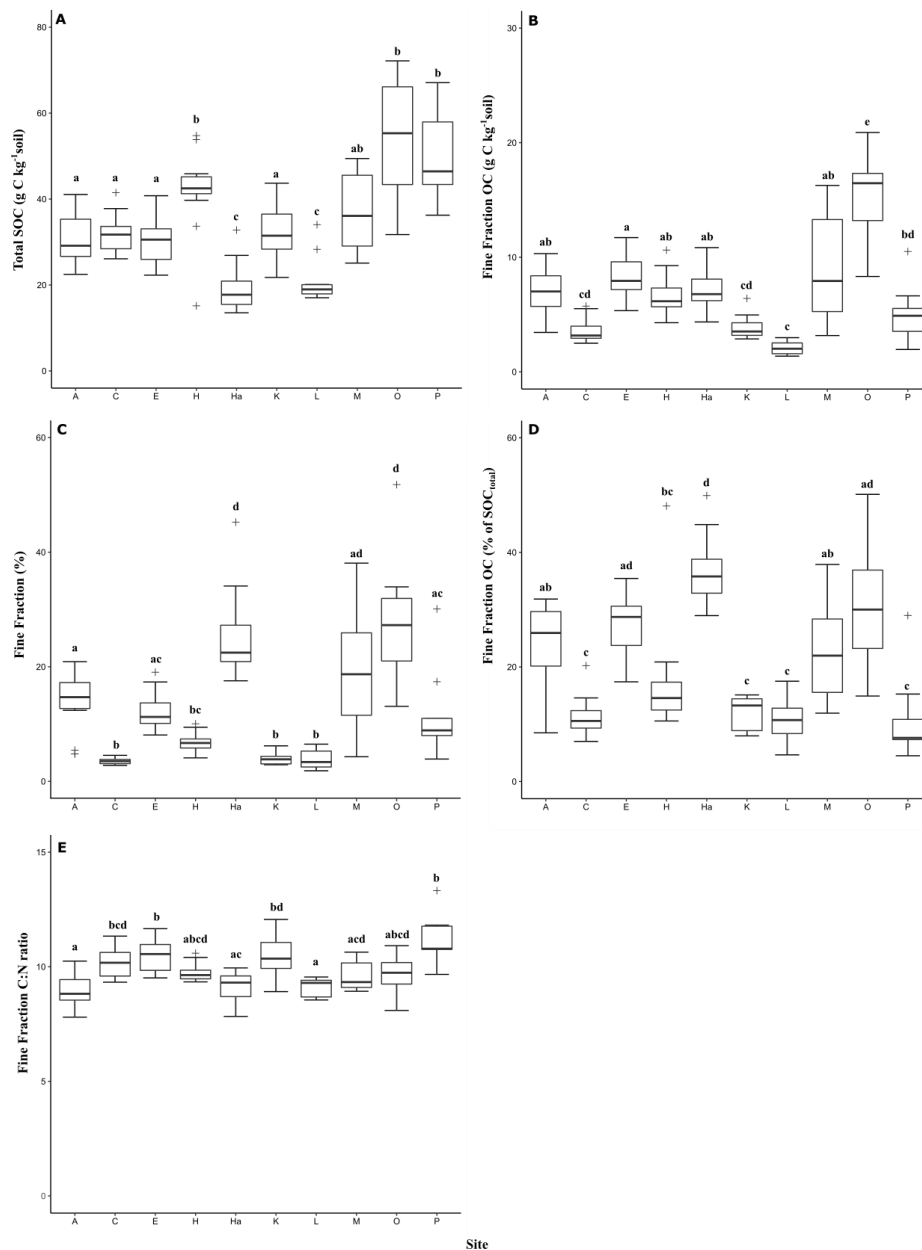 A
Total SOC (g C kg⁻¹soil)
80
60
40
20
0
a
a
a
b
c
a
c
ab
b
b
A C E H Ha K L M O P
B
Fine Fraction OC (g C kg⁻¹soil)
30
20
10
0
ab
cd
a
ab
ab
cd
c
ab
e
bd
A C E H Ha K L M O P
C
Fine Fraction (%)
60
40
20
0
a
b
ac
bc
d
b
b
ad
d
ac
A C E H Ha K L M O P
D
Fine Fraction OC (% of SOCtotal)
60
40
20
0
ab
c
ad
bc
d
c
c
ab
ad
c
A C E H Ha K L M O P
E
Fine Fraction C:N ratio
15
10
5
0
a
bcd
b
abcd
ac
bd
a
acd
abcd
b
A C E H Ha K L M O P
Site